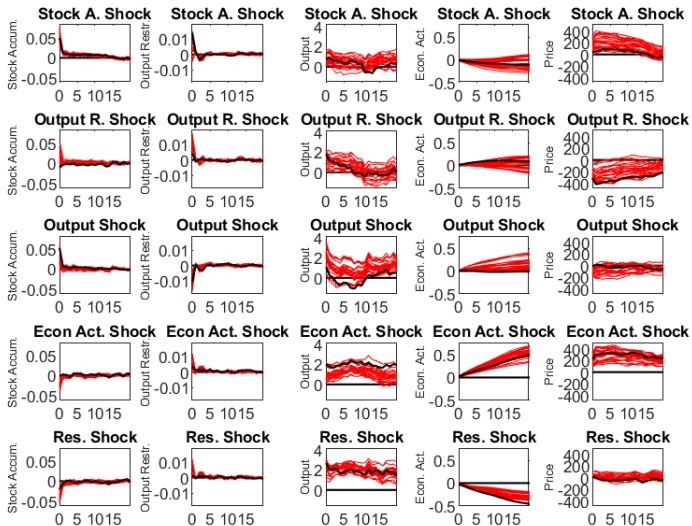 Stock A. Shock Stock A. Shock Stock A. Shock Stock A. Shock Stock A. Shock
Stock Accum. 0.05 0 -0.05 0 5 1015
Output Restr. 0.01 0 -0.01 0 5 1015
Output 4 2 0 0 5 1015
Econ. Act. 0.5 0 -0.5 0 5 1015
Price 400 200 0 -200 -400 0 5 1015
Output R. Shock Output R. Shock Output R. Shock Output R. Shock Output R. Shock
Stock Accum. 0.05 0 -0.05 0 5 1015
Output Restr. 0.01 0 -0.01 0 5 1015
Output 4 2 0 0 5 1015
Econ. Act. 0.5 0 -0.5 0 5 1015
Price 400 200 0 -200 -400 0 5 1015
Output Shock Output Shock Output Shock Output Shock Output Shock
Stock Accum. 0.05 0 -0.05 0 5 1015
Output Restr. 0.01 0 -0.01 0 5 1015
Output 4 2 0 0 5 1015
Econ. Act. 0.5 0 -0.5 0 5 1015
Price 400 200 0 -200 -400 0 5 1015
Econ Act. Shock Econ Act. Shock Econ Act. Shock Econ Act. Shock Econ Act. Shock
Stock Accum. 0.05 0 -0.05 0 5 1015
Output Restr. 0.01 0 -0.01 0 5 1015
Output 4 2 0 0 5 1015
Econ. Act. 0.5 0 -0.5 0 5 1015
Price 400 200 0 -200 -400 0 5 1015
Res. Shock Res. Shock Res. Shock Res. Shock Res. Shock
Stock Accum. 0.05 0 -0.05 0 5 1015
Output Restr. 0.01 0 -0.01 0 5 1015
Output 4 2 0 0 5 1015
Econ. Act. 0.5 0 -0.5 0 5 1015
Price 400 200 0 -200 -400 0 5 1015